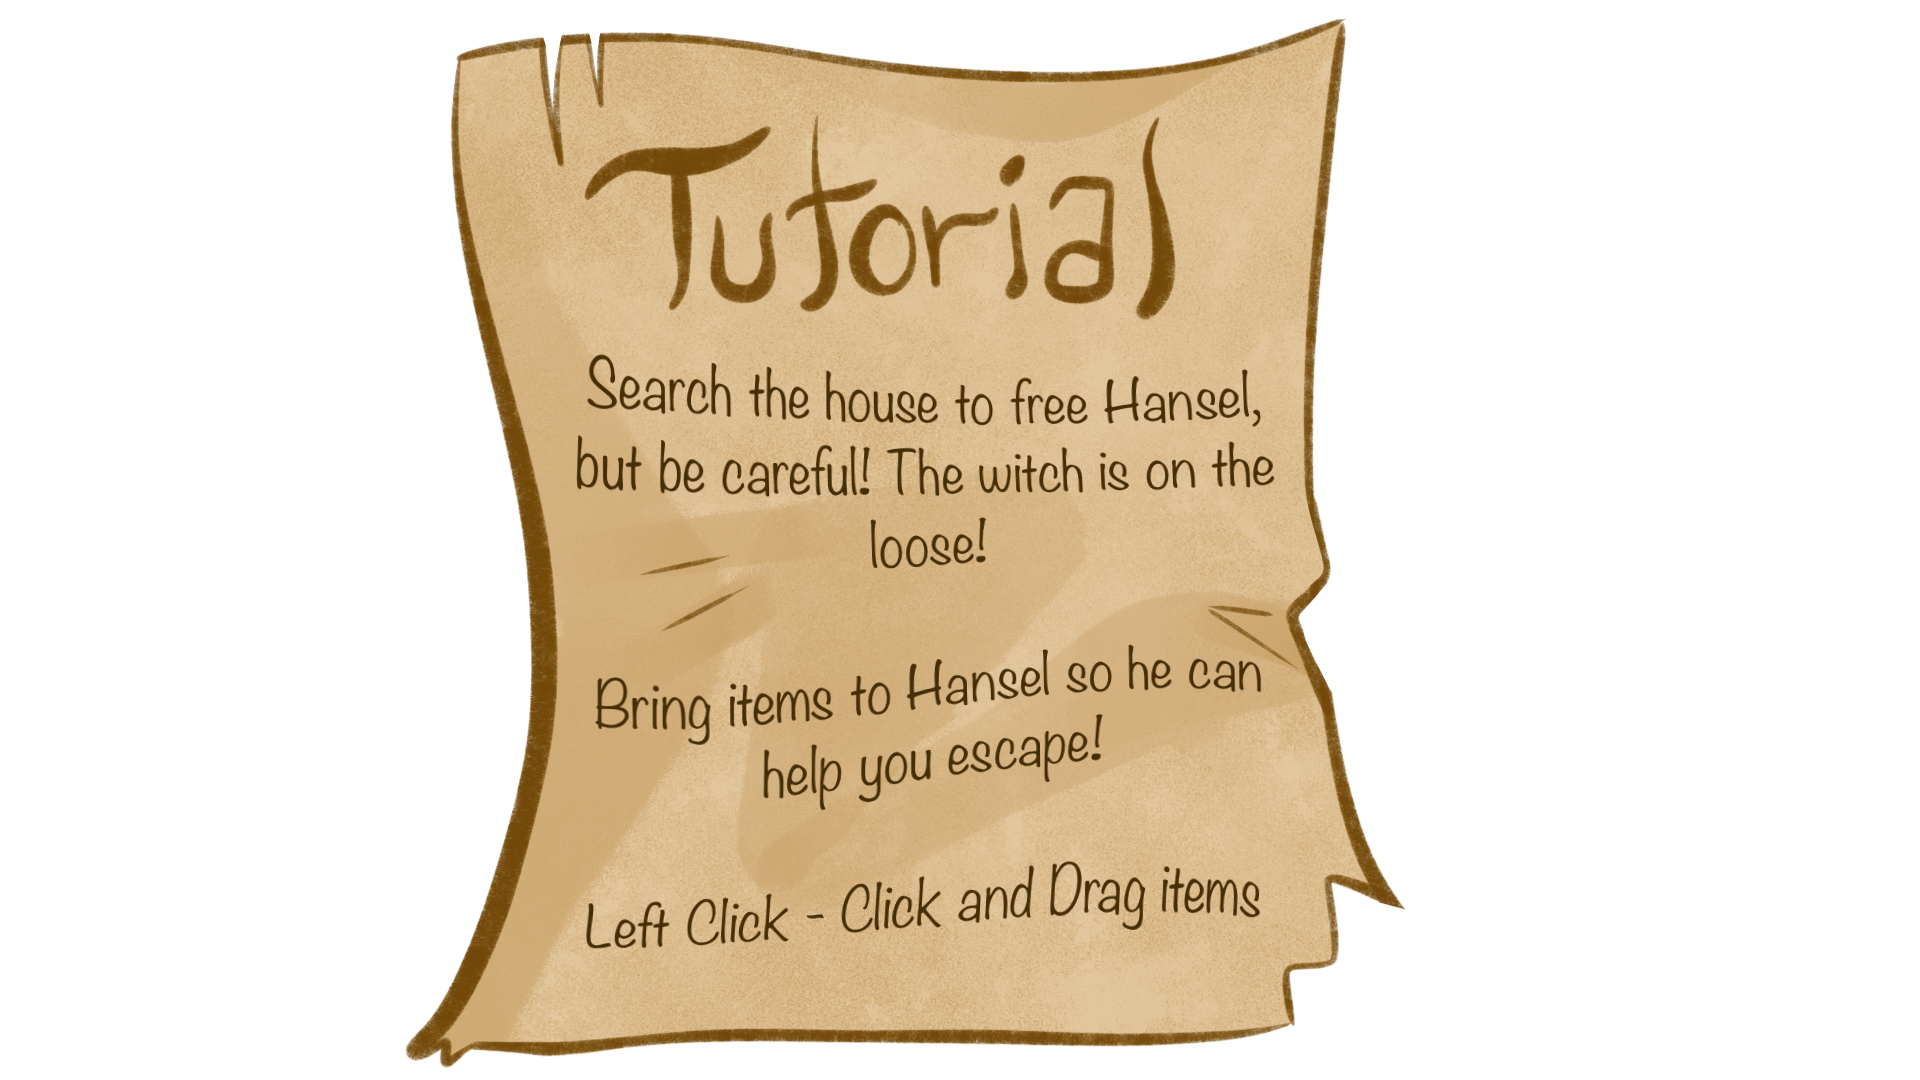 Tutorial
Search the house to free Hansel,
but be careful! The witch is on the
loose!
Bring items to Hansel so he can
help you escape!
Left Click - Click and Drag items